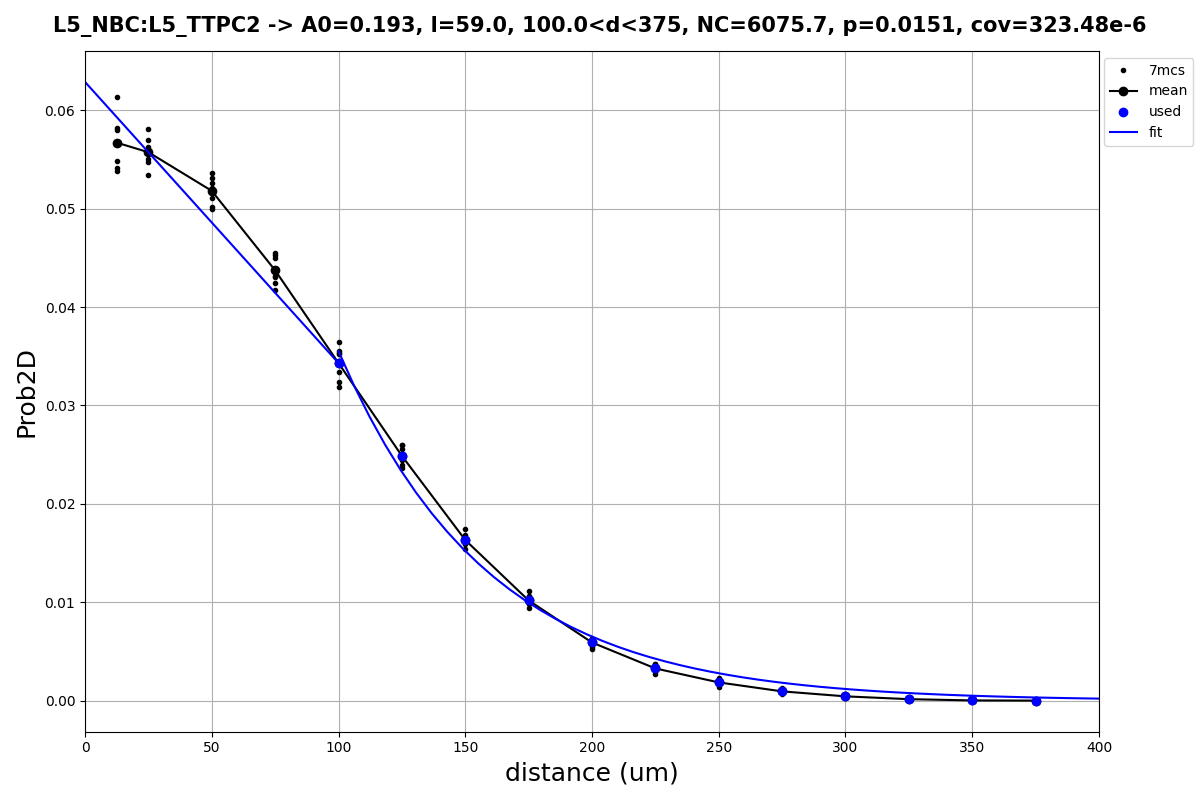 L5_NBC:L5_TTPC2 -> A0=0.193, l=59.0, 100.0<d<375, NC=6075.7, p=0.0151, cov=323.48e-6
7mcs
mean
used
fit
0.06
0.05
0.04
0.03
0.02
0.01
0.00
Prob2D
0 50 100 150 200 250 300 350 400
distance (um)